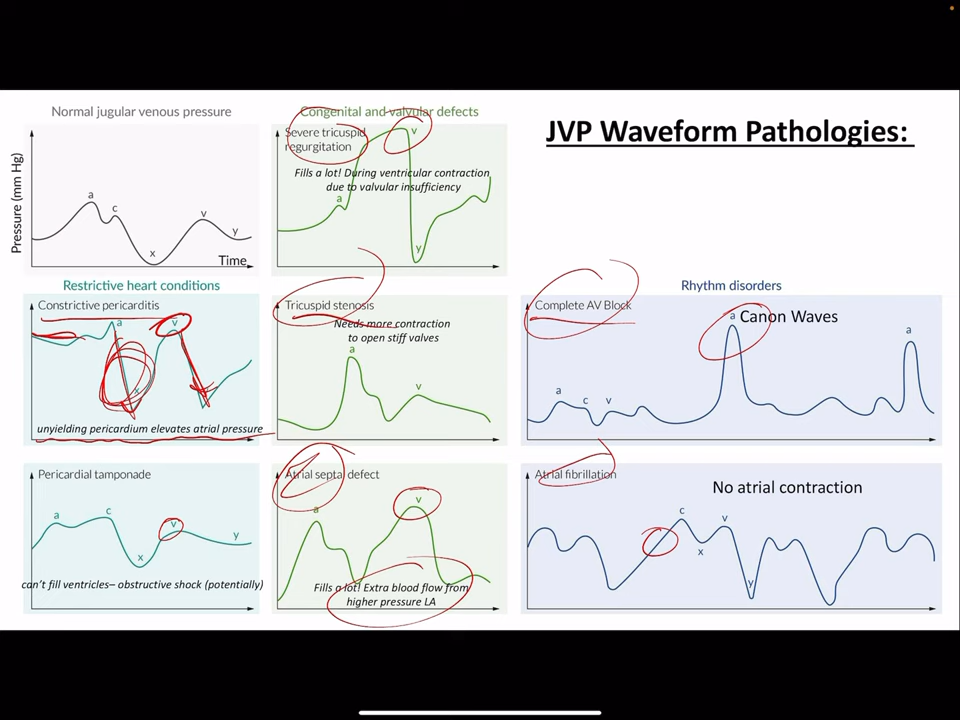 JVP Waveform Pathologies:
Normal jugular venous pressure
Pressure (mm Hg)
a
c
x
v
y
Time
Congenital and valvular defects
Severe tricuspid
regurgitation
v
Fills a lot! During ventricular contraction
due to valvular insufficiency
a
y
Restrictive heart conditions
Constrictive pericarditis
a
v
x
unyielding pericardium elevates atrial pressure
Tricuspid stenosis
Needs more contraction
to open stiff valves
a
v
Rhythm disorders
Complete AV Block
a Canon Waves
a
a
c
v
Pericardial tamponade
a
c
v
x
y
can't fill ventricles– obstructive shock (potentially)
Atrial septal defect
a
v
Fills a lot! Extra blood flow from
higher pressure LA
Atrial fibrillation
No atrial contraction
c
v
x
y